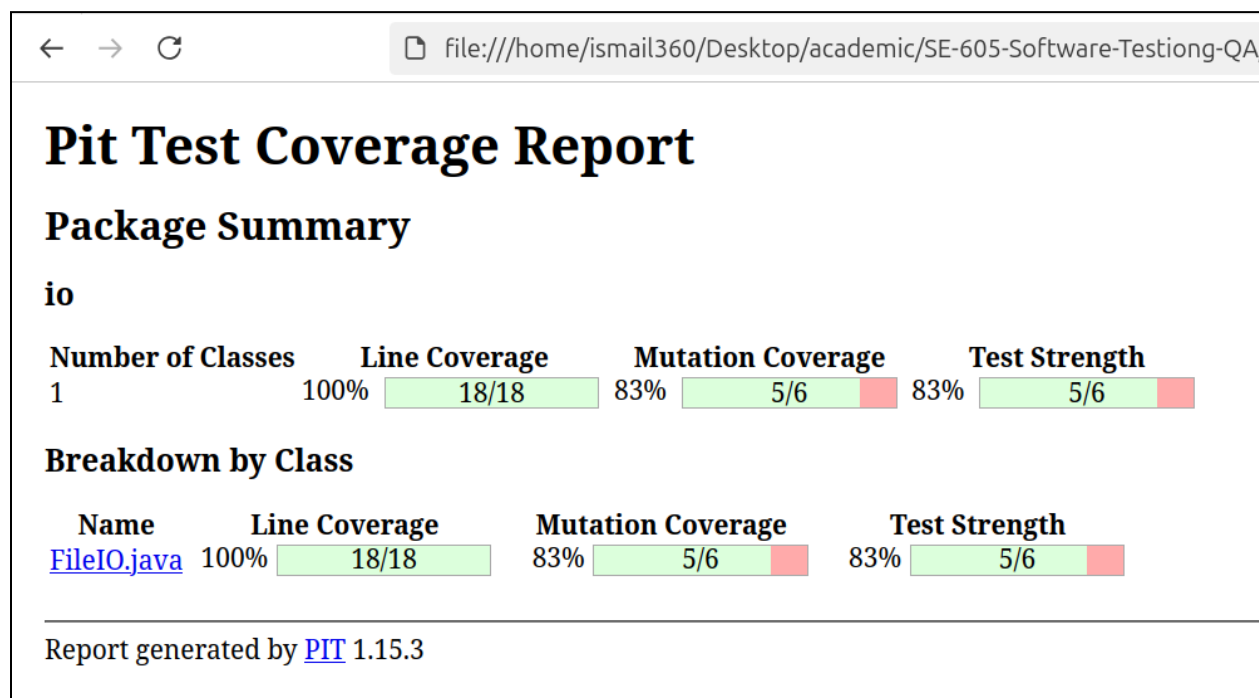 file:///home/ismail360/Desktop/academic/SE-605-Software-Testiong-QA
Pit Test Coverage Report
Package Summary
io
Number of Classes Line Coverage Mutation Coverage Test Strength
1 100% 18/18 83% 5/6 83% 5/6
Breakdown by Class
Name Line Coverage Mutation Coverage Test Strength
FileIO.java 100% 18/18 83% 5/6 83% 5/6
Report generated by PIT 1.15.3